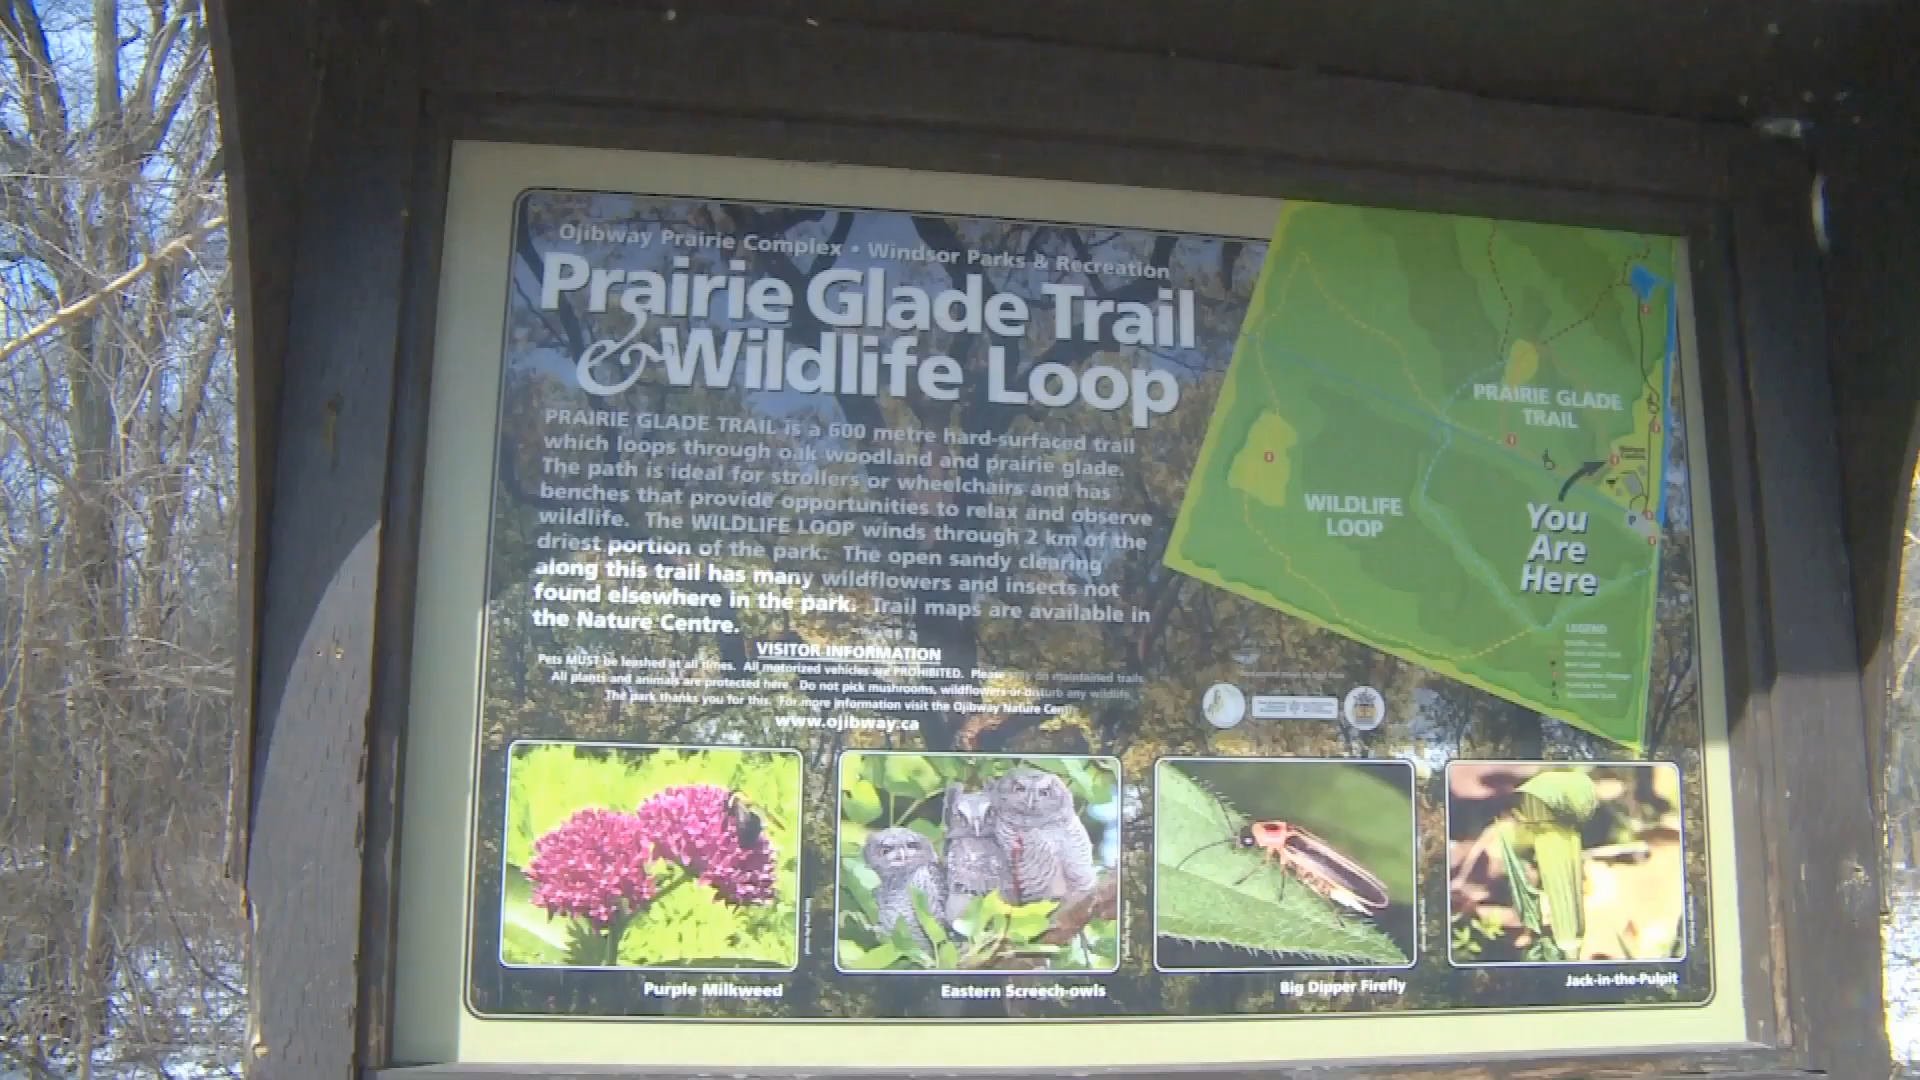 Ojibway Prairie Complex • Windsor Parks & Recreation
Prairie Glade Trail
& Wildlife Loop
PRAIRIE GLADE TRAIL is a 600 metre hard-surfaced trail
which loops through oak woodland and prairie glade.
The path is ideal for strollers or wheelchairs and has
benches that provide opportunities to relax and observe
wildlife. The WILDLIFE LOOP winds through 2 km of the
driest portion of the park. The open sandy clearing
along this trail has many wildflowers and insects not
found elsewhere in the park. Trail maps are available in
the Nature Centre.
VISITOR INFORMATION
Pets MUST be leashed at all times. All motorized vehicles are PROHIBITED. Please stay on maintained trails.
All plants and animals are protected here. Do not pick mushrooms, wildflowers or disturb any wildlife.
The park thanks you for this. For more information visit the Ojibway Nature Centre
www.ojibway.ca
PRAIRIE GLADE
TRAIL
WILDLIFE
LOOP
You
Are
Here
LEGEND
Purple Milkweed
Eastern Screech-owls
Big Dipper Firefly
Jack-in-the-Pulpit